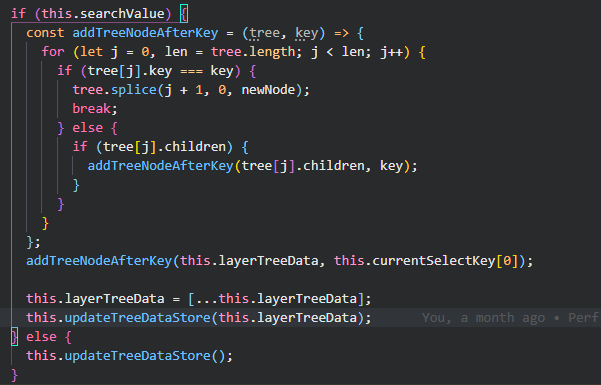 if (this.searchValue) {
  const addTreeNodeAfterKey = (tree, key) => {
    for (let j = 0, len = tree.length; j < len; j++) {
      if (tree[j].key === key) {
        tree.splice(j + 1, 0, newNode);
        break;
      } else {
        if (tree[j].children) {
          addTreeNodeAfterKey(tree[j].children, key);
        }
      }
    }
  };
  addTreeNodeAfterKey(this.layerTreeData, this.currentSelectKey[0]);

  this.layerTreeData = [...this.layerTreeData];
  this.updateTreeDataStore(this.layerTreeData);      You, a month ago • Perf
} else {
  this.updateTreeDataStore();
}